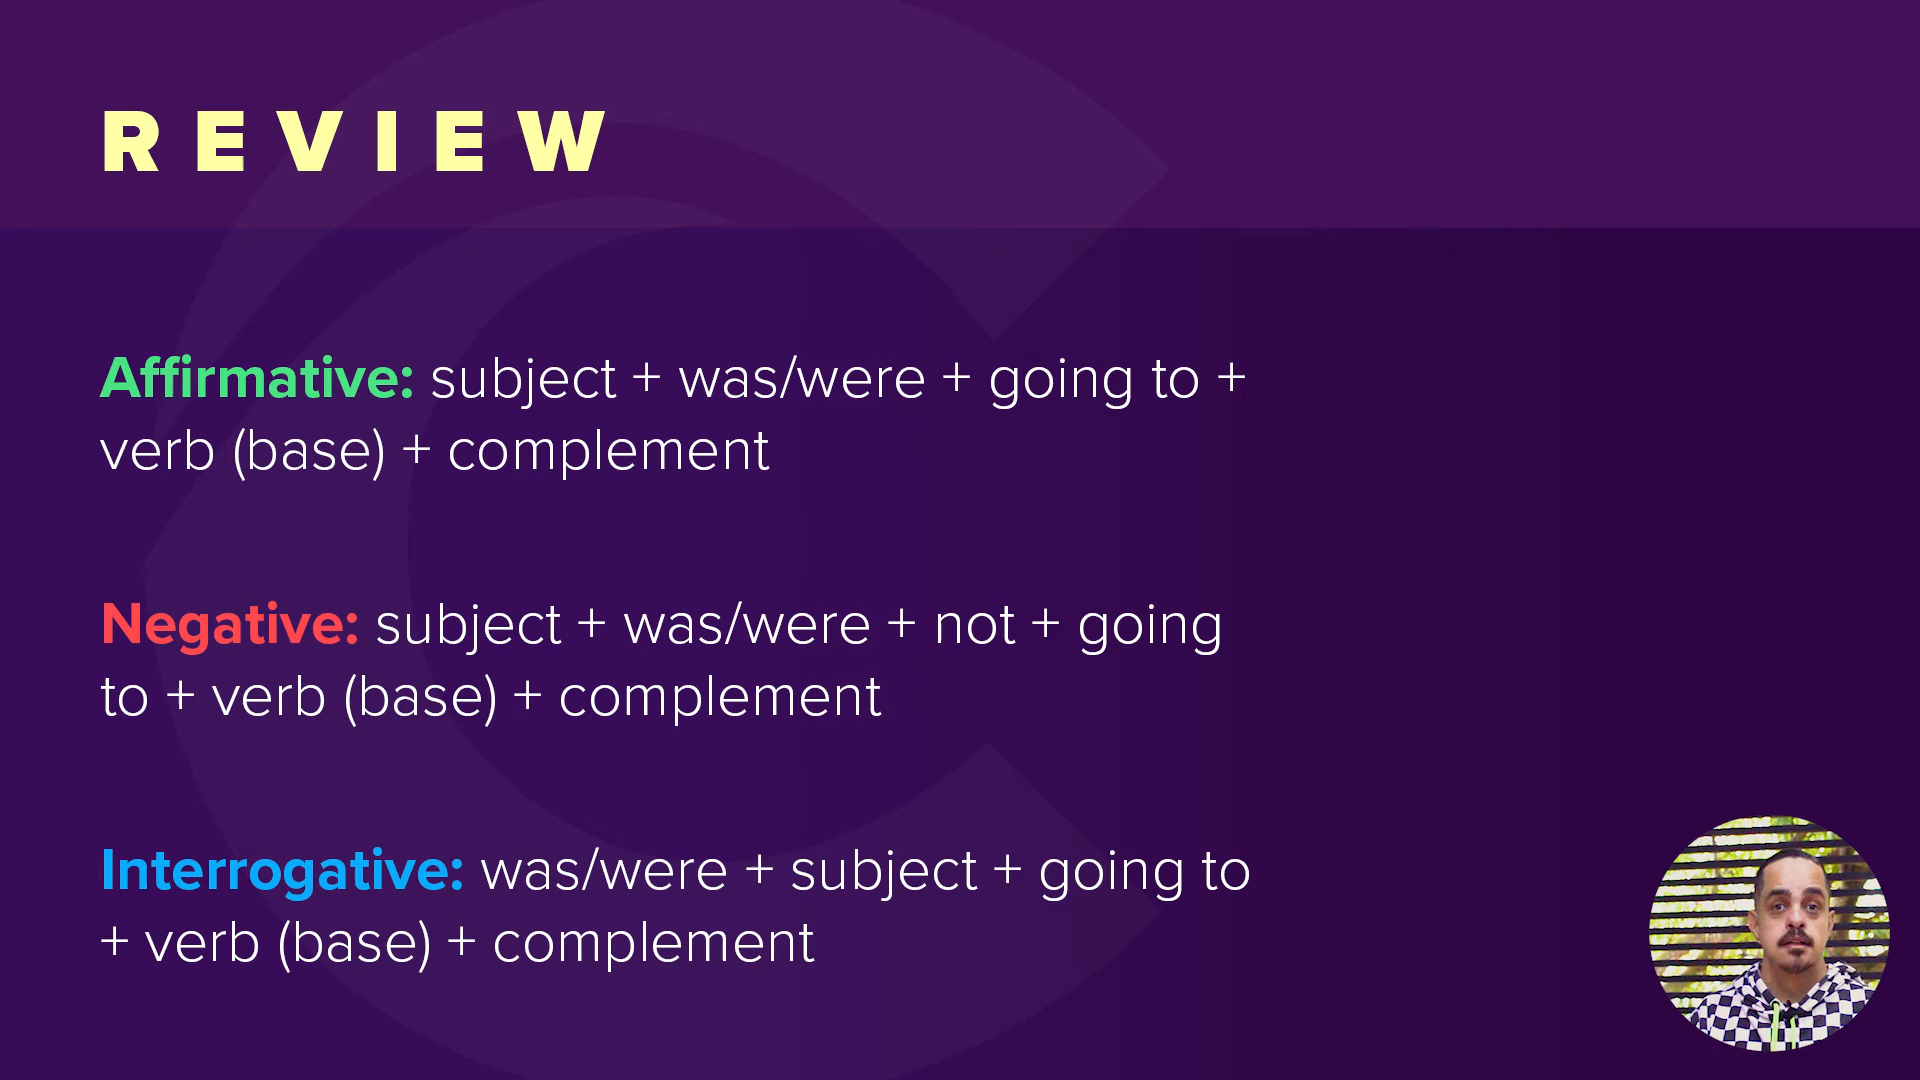 REVIEW
Affirmative: subject + was/were + going to +
verb (base) + complement
Negative: subject + was/were + not + going
to + verb (base) + complement
Interrogative: was/were + subject + going to
+ verb (base) + complement